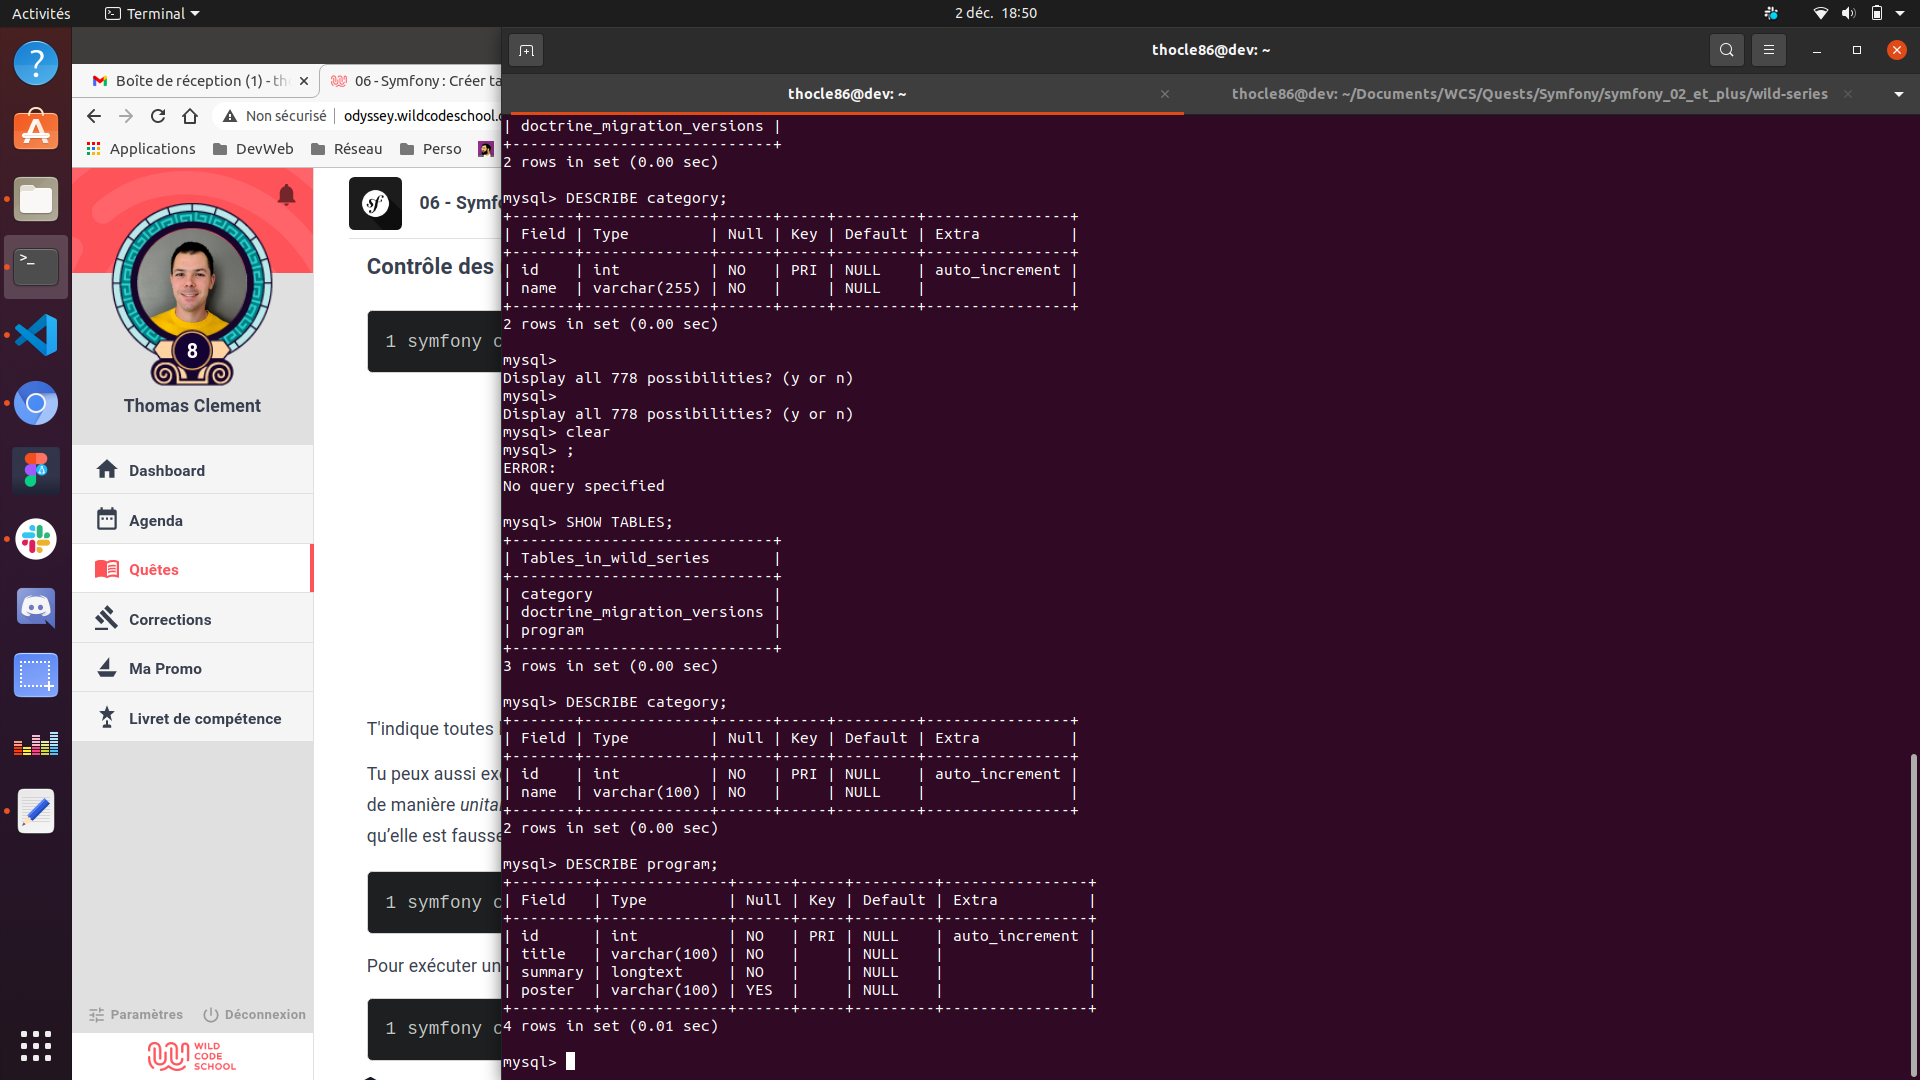 Activités
Terminal
2 déc. 18:50
thocle86@dev: ~
Boîte de réception (1) - th
06 - Symfony : Créer ta
thocle86@dev: ~
thocle86@dev: ~/Documents/WCS/Quests/Symfony/symfony_02_et_plus/wild-series
Non sécurisé
odyssey.wildcodeschool.
Applications
DevWeb
Réseau
Perso
8
Thomas Clement
Dashboard
Agenda
Quêtes
Corrections
Ma Promo
Livret de compétence
Paramètres
Déconnexion
WILD
CODE
SCHOOL
06 - Symf
Contrôle des
1 symfony c
T'indique toutes
Tu peux aussi ex
de manière unita
qu'elle est fausse
1 symfony c
Pour exécuter un
1 symfony c
| doctrine_migration_versions |
+-----------------------------+
2 rows in set (0.00 sec)
mysql> DESCRIBE category;
+-------+--------------+------+-----+---------+----------------+
| Field | Type         | Null | Key | Default | Extra          |
+-------+--------------+------+-----+---------+----------------+
| id    | int          | NO   | PRI | NULL    | auto_increment |
| name  | varchar(255) | NO   |     | NULL    |                |
+-------+--------------+------+-----+---------+----------------+
2 rows in set (0.00 sec)
mysql>
Display all 778 possibilities? (y or n)
mysql>
Display all 778 possibilities? (y or n)
mysql> clear
mysql> ;
ERROR:
No query specified
mysql> SHOW TABLES;
+-----------------------------+
| Tables_in_wild_series       |
+-----------------------------+
| category                    |
| doctrine_migration_versions |
| program                     |
+-----------------------------+
3 rows in set (0.00 sec)
mysql> DESCRIBE category;
+-------+--------------+------+-----+---------+----------------+
| Field | Type         | Null | Key | Default | Extra          |
+-------+--------------+------+-----+---------+----------------+
| id    | int          | NO   | PRI | NULL    | auto_increment |
| name  | varchar(100) | NO   |     | NULL    |                |
+-------+--------------+------+-----+---------+----------------+
2 rows in set (0.00 sec)
mysql> DESCRIBE program;
+---------+--------------+------+-----+---------+----------------+
| Field   | Type         | Null | Key | Default | Extra          |
+---------+--------------+------+-----+---------+----------------+
| id      | int          | NO   | PRI | NULL    | auto_increment |
| title   | varchar(100) | NO   |     | NULL    |                |
| summary | longtext     | NO   |     | NULL    |                |
| poster  | varchar(100) | YES  |     | NULL    |                |
+---------+--------------+------+-----+---------+----------------+
4 rows in set (0.01 sec)
mysql>